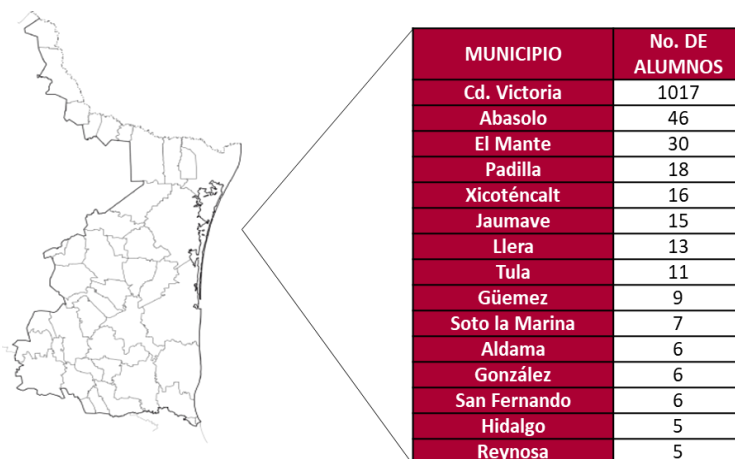 MUNICIPIO No. DE ALUMNOS
Cd. Victoria 1017
Abasolo 46
El Mante 30
Padilla 18
Xicoténcalt 16
Jaumave 15
Llera 13
Tula 11
Güemez 9
Soto la Marina 7
Aldama 6
González 6
San Fernando 6
Hidalgo 5
Reynosa 5